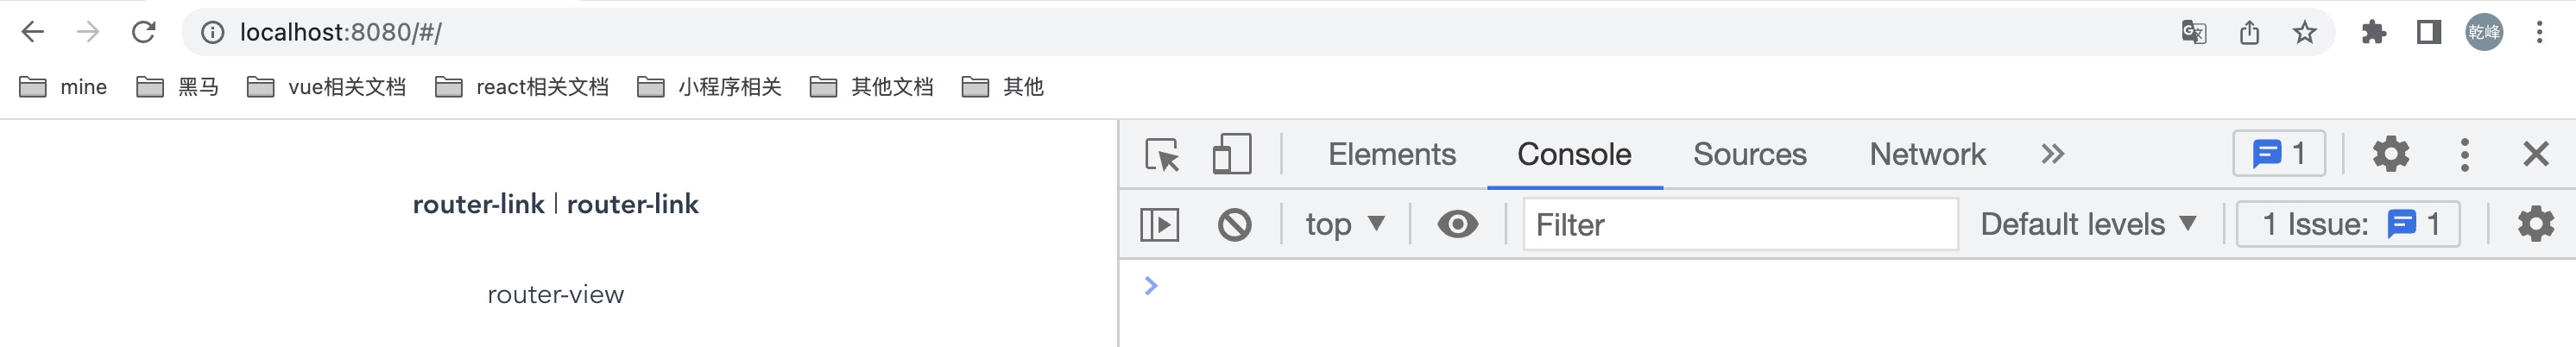 localhost:8080/#/
乾峰
mine 黑马 vue相关文档 react相关文档 小程序相关 其他文档 其他
Elements Console Sources Network 1
top Filter Default levels 1 Issue: 1
router-link | router-link
router-view